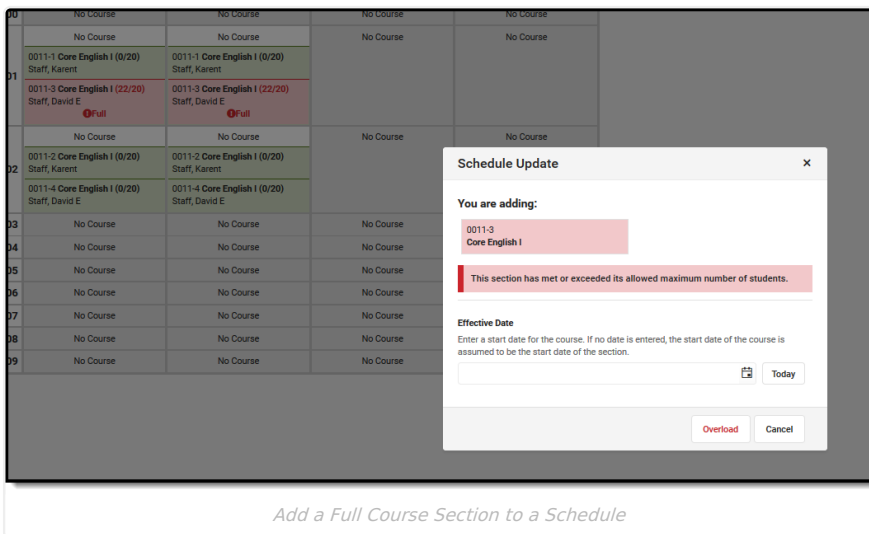 00 No Course No Course No Course No Course
No Course No Course No Course No Course
0011-1 Core English I (0/20) 0011-1 Core English I (0/20)
Staff, Karent Staff, Karent
01
0011-3 Core English I (22/20) 0011-3 Core English I (22/20)
Staff, David E Staff, David E
Full Full
No Course No Course No Course No Course
0011-2 Core English I (0/20) 0011-2 Core English I (0/20)
02 Staff, Karent Staff, Karent
0011-4 Core English I (0/20) 0011-4 Core English I (0/20)
Staff, David E Staff, David E
03 No Course No Course No Course
04 No Course No Course No Course
05 No Course No Course No Course
06 No Course No Course No Course
07 No Course No Course No Course
08 No Course No Course No Course
09 No Course No Course No Course
Schedule Update ×
You are adding:
0011-3
Core English I
This section has met or exceeded its allowed maximum number of students.
Effective Date
Enter a start date for the course. If no date is entered, the start date of the course is
assumed to be the start date of the section.
Today
Overload Cancel
Add a Full Course Section to a Schedule